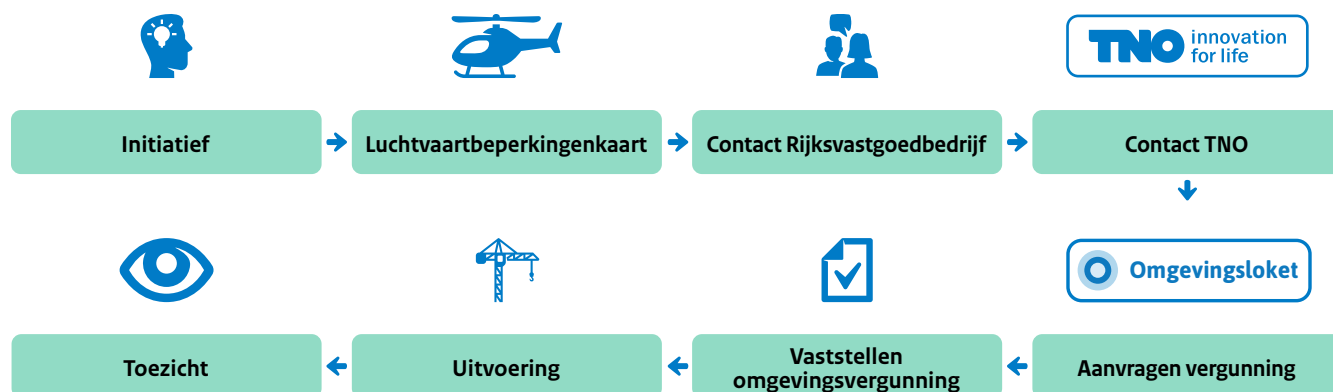 TNO innovation
for life
Initiatief
Luchtvaartbeperkingenkaart
Contact Rijksvastgoedbedrijf
Contact TNO
Omgevingsloket
Toezicht
Uitvoering
Vaststellen
omgevingsvergunning
Aanvragen vergunning